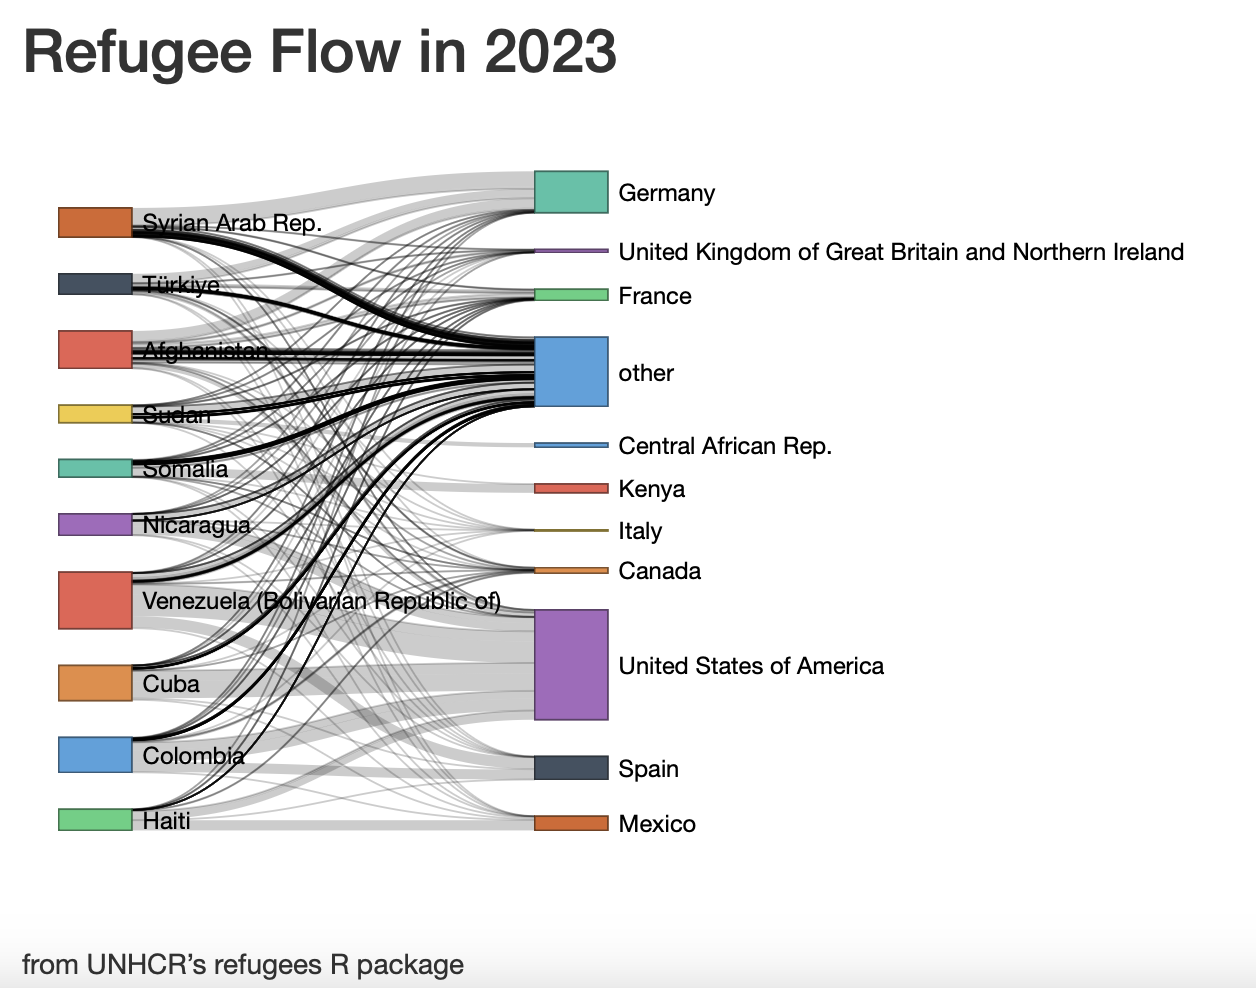 Refugee Flow in 2023
Syrian Arab Rep.
Türkiye
Afghanistan
Sudan
Somalia
Nicaragua
Venezuela (Bolivarian Republic of)
Cuba
Colombia
Haiti
Germany
United Kingdom of Great Britain and Northern Ireland
France
other
Central African Rep.
Kenya
Italy
Canada
United States of America
Spain
Mexico
from UNHCR’s refugees R package